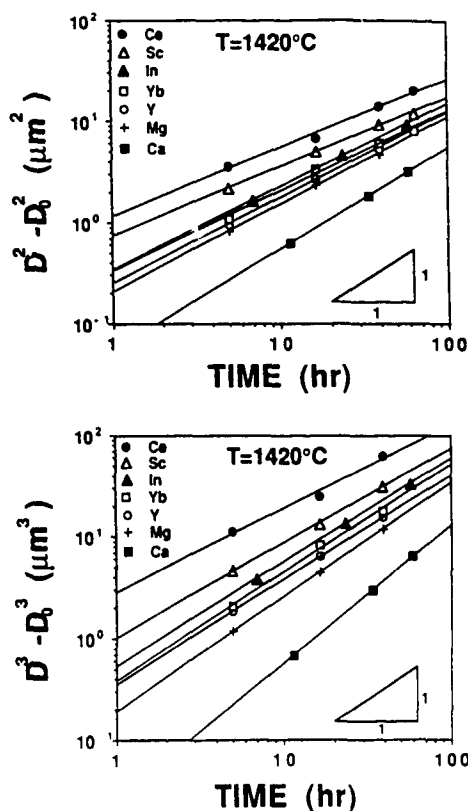 10²
10¹
10⁰
10⁻¹
D² -D₀² (μm²)
T=1420°C
Ce
Sc
In
Yb
Y
Mg
Ca
1
1
1
10
100
TIME (hr)
10²
10¹
10⁰
10⁻¹
D³ -D₀³ (μm³)
T=1420°C
Ce
Sc
In
Yb
Y
Mg
Ca
1
1
1
10
100
TIME (hr)